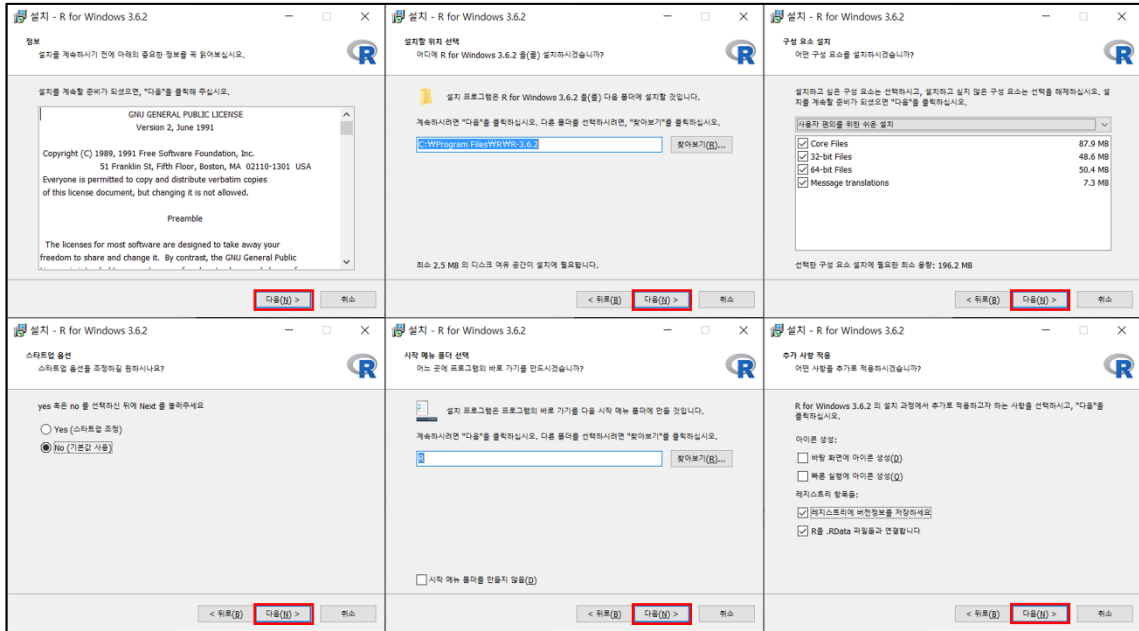 설치 - R for Windows 3.6.2
정보
설치를 계속하시기 전에 아래의 중요한 정보를 꼭 읽어보십시오.
R
설치를 계속할 준비가 되셨으면, "다음"을 클릭해 주십시오.
GNU GENERAL PUBLIC LICENSE
Version 2, June 1991
Copyright (C) 1989, 1991 Free Software Foundation, Inc.
51 Franklin St, Fifth Floor, Boston, MA 02110-1301 USA
Everyone is permitted to copy and distribute verbatim copies
of this license document, but changing it is not allowed.
Preamble
The licenses for most software are designed to take away your
freedom to share and change it. By contrast, the GNU General Public
다음(N) >
취소
설치 - R for Windows 3.6.2
설치할 위치 선택
어디에 R for Windows 3.6.2 을(를) 설치하시겠습니까?
R
설치 프로그램은 R for Windows 3.6.2 을(를) 다음 폴더에 설치할 것입니다.
계속하시려면 "다음"을 클릭하십시오. 다른 폴더를 선택하시려면, "찾아보기"를 클릭하십시오.
C:₩Program Files₩R₩R-3.6.2
찾아보기(R)...
최소 2.5 MB 의 디스크 여유 공간이 설치에 필요합니다.
< 뒤로(B)
다음(N) >
취소
설치 - R for Windows 3.6.2
구성 요소 설치
어떤 구성 요소를 설치하시겠습니까?
R
설치하고 싶은 구성 요소는 선택하시고, 설치하고 싶지 않은 구성 요소는 선택을 해제하십시오. 설
치를 계속할 준비가 되셨으면 "다음"을 클릭하십시오.
사용자 편의를 위한 쉬운 설치
Core Files 87.9 MB
32-bit Files 48.6 MB
64-bit Files 50.4 MB
Message translations 7.3 MB
선택한 구성 요소 설치에 필요한 최소 용량: 196.2 MB
< 뒤로(B)
다음(N) >
취소
설치 - R for Windows 3.6.2
스타트업 옵션
스타트업 옵션을 조정하길 원하시나요?
R
yes 혹은 no 를 선택하신 뒤에 Next 를 눌러주세요
Yes (스타트업 조정)
No (기본값 사용)
< 뒤로(B)
다음(N) >
취소
설치 - R for Windows 3.6.2
시작 메뉴 폴더 선택
어느 곳에 프로그램의 바로 가기를 만드시겠습니까?
R
설치 프로그램은 프로그램의 바로 가기를 다음 시작 메뉴 폴더에 만들 것입니다.
계속하시려면 "다음"을 클릭하십시오. 다른 폴더를 선택하시려면 "찾아보기"를 클릭하십시오.
R
찾아보기(R)...
시작 메뉴 폴더를 만들지 않음(D)
< 뒤로(B)
다음(N) >
취소
설치 - R for Windows 3.6.2
추가 사항 적용
어떤 사항을 추가로 적용하시겠습니까?
R
R for Windows 3.6.2 의 설치 과정에서 추가로 적용하고자 하는 사항을 선택하시고, "다음"을
클릭하십시오.
아이콘 생성:
바탕 화면에 아이콘 생성(D)
빠른 실행에 아이콘 생성(Q)
레지스트리 항목들:
레지스트리에 버전정보를 저장하세요
R을 .RData 파일들과 연결합니다
< 뒤로(B)
다음(N) >
취소